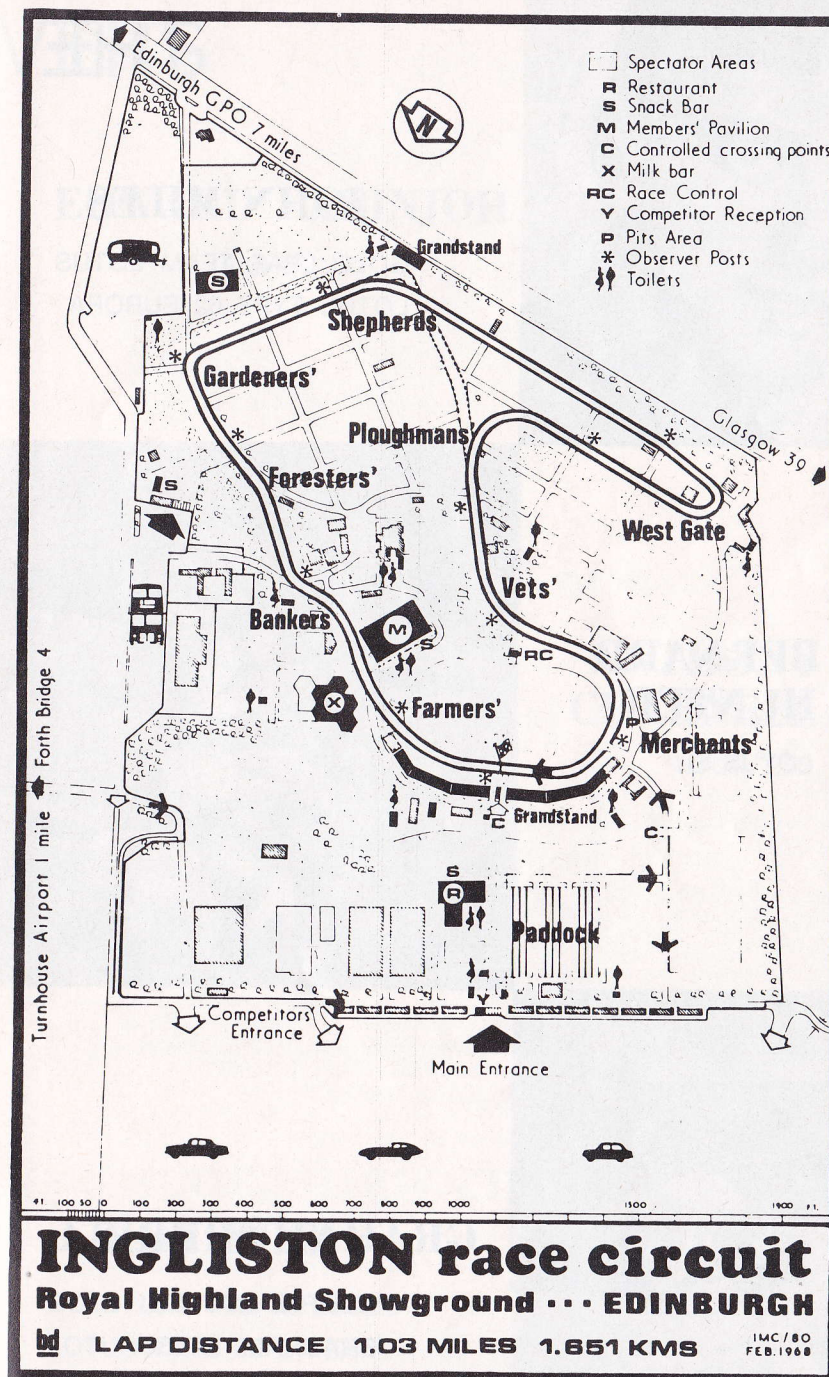 Edinburgh GPO 7 miles
N
Spectator Areas
R Restaurant
S Snack Bar
M Members' Pavilion
C Controlled crossing points
X Milk bar
RC Race Control
Y Competitor Reception
P Pits Area
* Observer Posts
Toilets
Grandstand
S
Shepherds
Gardeners'
Glasgow 39
Ploughmans'
Foresters'
S
West Gate
Vets'
Bankers
M
S
RC
X
Farmers'
P
Merchants'
Turnhouse Airport 1 mile Forth Bridge 4
Grandstand
C
C
S
R
Paddock
Y
Competitors'
Entrance
Main Entrance
FT. 100 50 0 100 200 300 400 500 600 700 800 900 1000 1500 1900 FT.
INGLISTON race circuit
Royal Highland Showground ... EDINBURGH
bd LAP DISTANCE 1.03 MILES 1.651 KMS
IMC/80
FEB. 1968